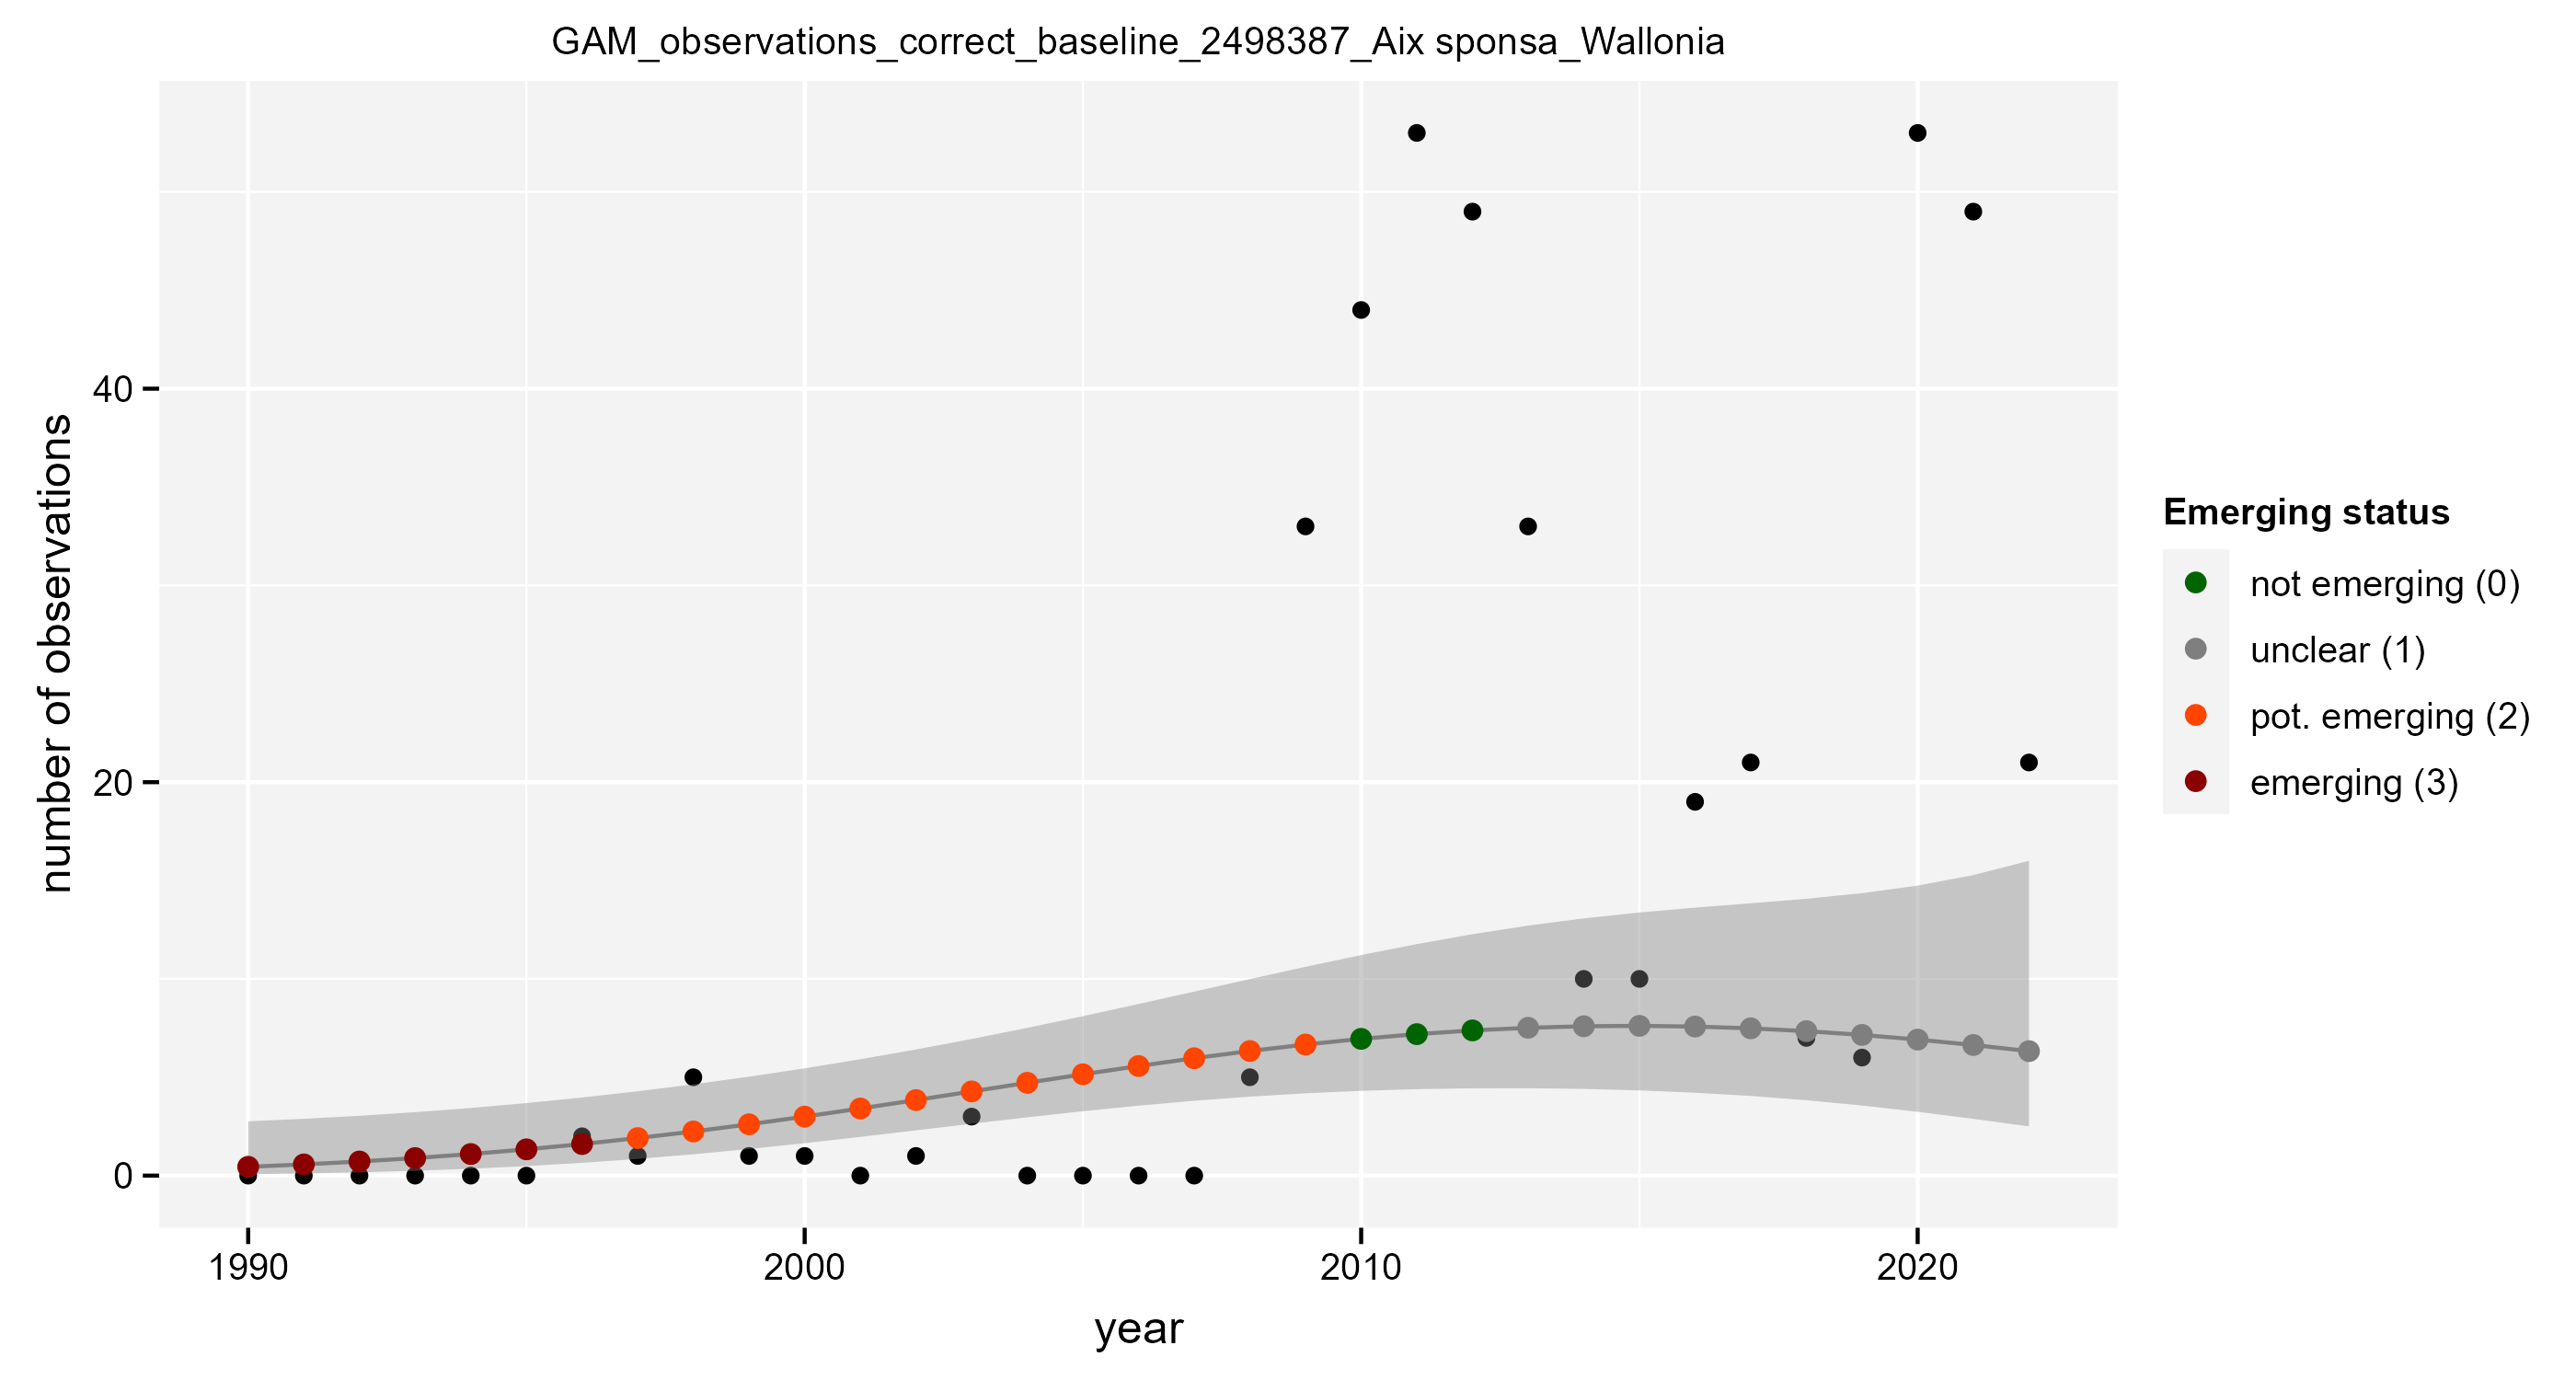 GAM_observations_correct_baseline_2498387_Aix sponsa_Wallonia
number of observations
40
20
0
1990
2000
2010
2020
year
Emerging status
not emerging (0)
unclear (1)
pot. emerging (2)
emerging (3)